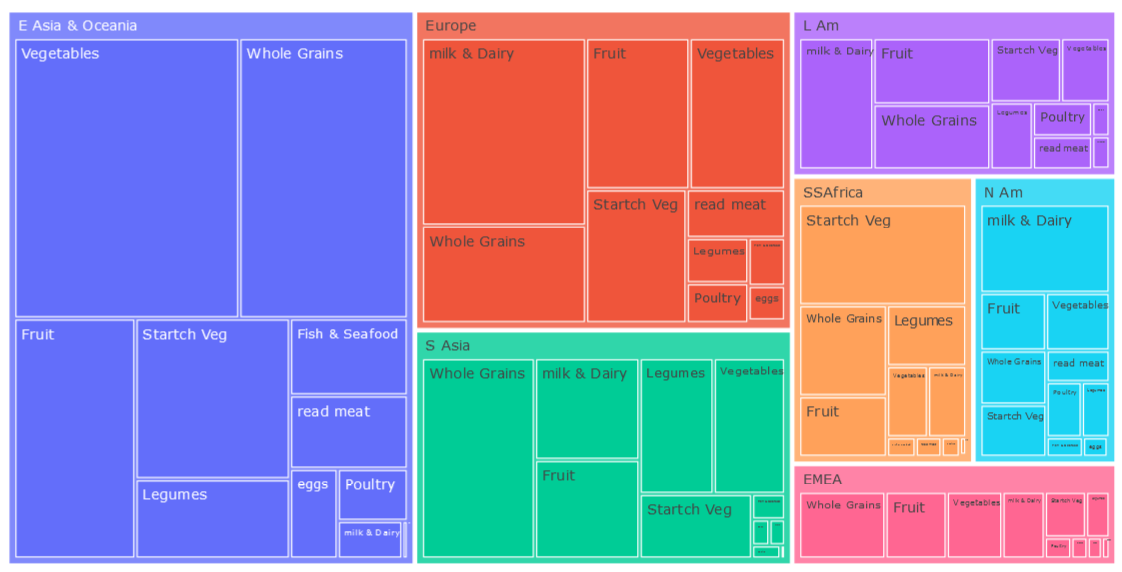 E Asia & Oceania
Vegetables
Whole Grains
Fruit
Startch Veg
Fish & Seafood
read meat
Legumes
eggs
Poultry
milk & Dairy
Europe
milk & Dairy
Fruit
Vegetables
Whole Grains
Startch Veg
read meat
Legumes
Poultry
eggs
S Asia
Whole Grains
milk & Dairy
Legumes
Vegetables
Fruit
Startch Veg
L Am
milk & Dairy
Fruit
Startch Veg
Vegetables
Whole Grains
Legumes
Poultry
read meat
SSAfrica
Startch Veg
Whole Grains
Legumes
Vegetables
milk & Dairy
Fruit
N Am
milk & Dairy
Fruit
Vegetables
Whole Grains
read meat
Startch Veg
Poultry
Legumes
eggs
EMEA
Whole Grains
Fruit
Vegetables
milk & Dairy
Startch Veg
Legumes
Poultry